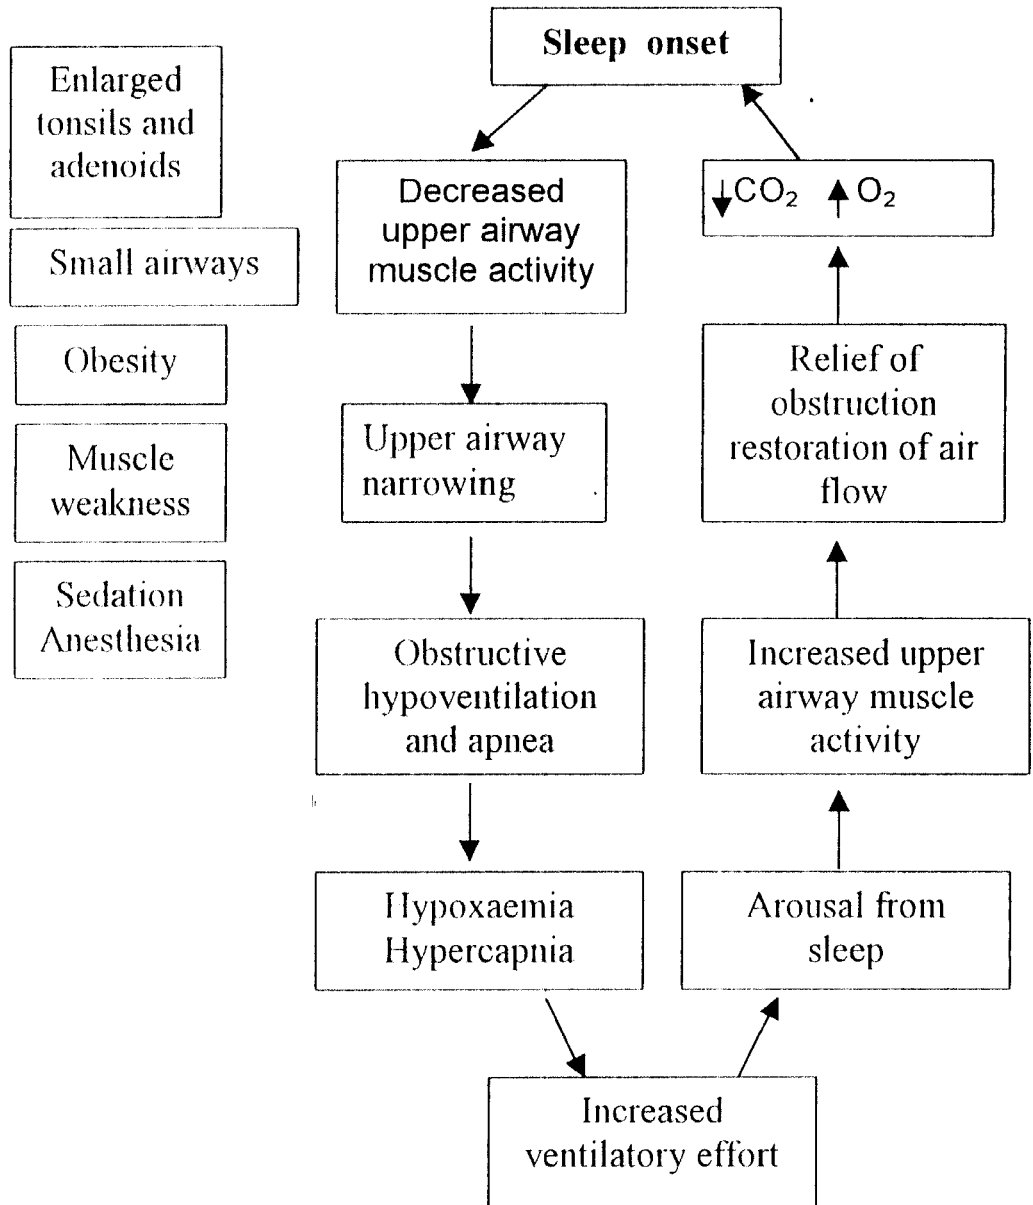 Sleep onset
Enlarged
tonsils and
adenoids
Small airways
Obesity
Muscle
weakness
Sedation
Anesthesia
Decreased
upper airway
muscle activity
Upper airway
narrowing
Obstructive
hypoventilation
and apnea
Hypoxaemia
Hypercapnia
Increased
ventilatory effort
Arousal from
sleep
Increased upper
airway muscle
activity
Relief of
obstruction
restoration of air
flow
↓CO₂ ↑O₂